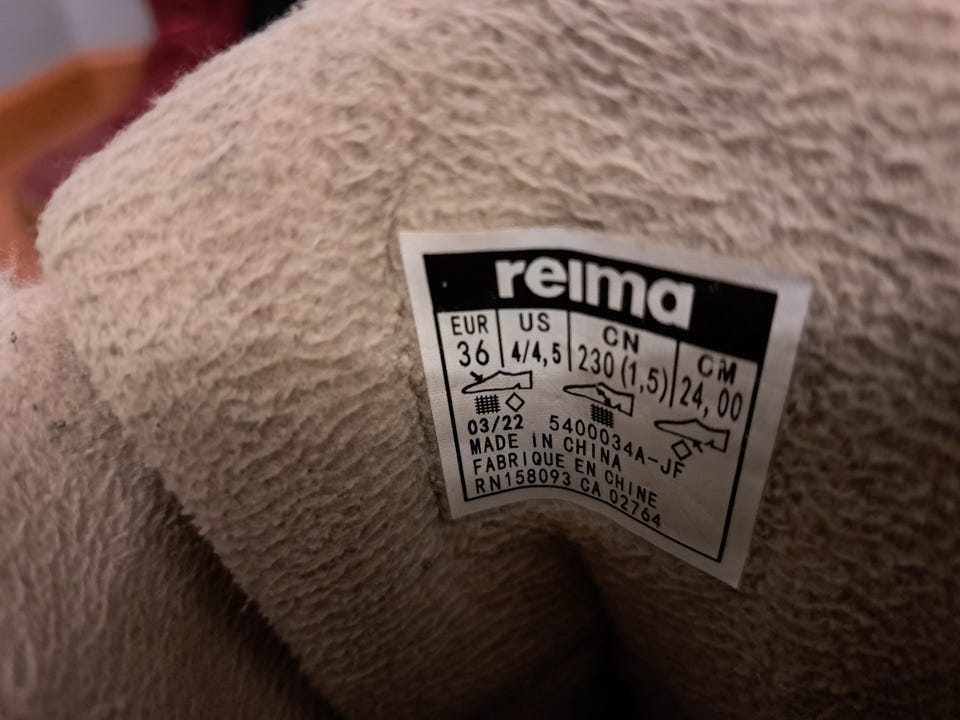 reima
EUR US CN CM
36 4/4,5 230 (1,5) 24,00
03/22 5400034A-JF
MADE IN CHINA
FABRIQUE EN CHINE
RN158093 CA 02764